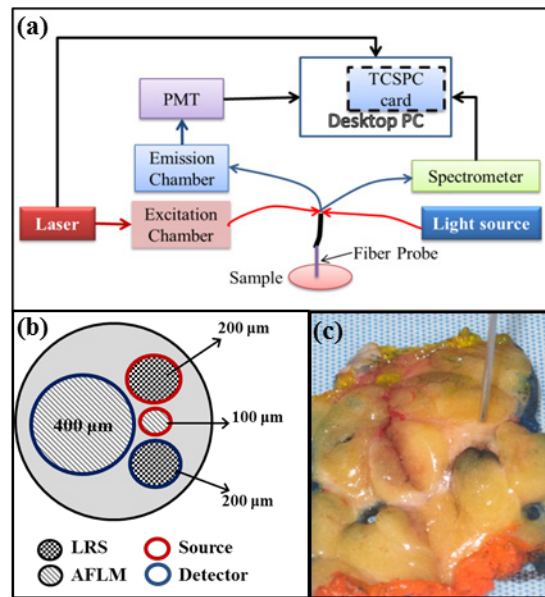 (a)
TCSPC
card
Desktop PC
PMT
Emission
Chamber
Spectrometer
Laser
Excitation
Chamber
Light source
Fiber Probe
Sample
(b)
200 µm
400 µm
100 µm
200 µm
LRS
Source
AFLM
Detector
(c)